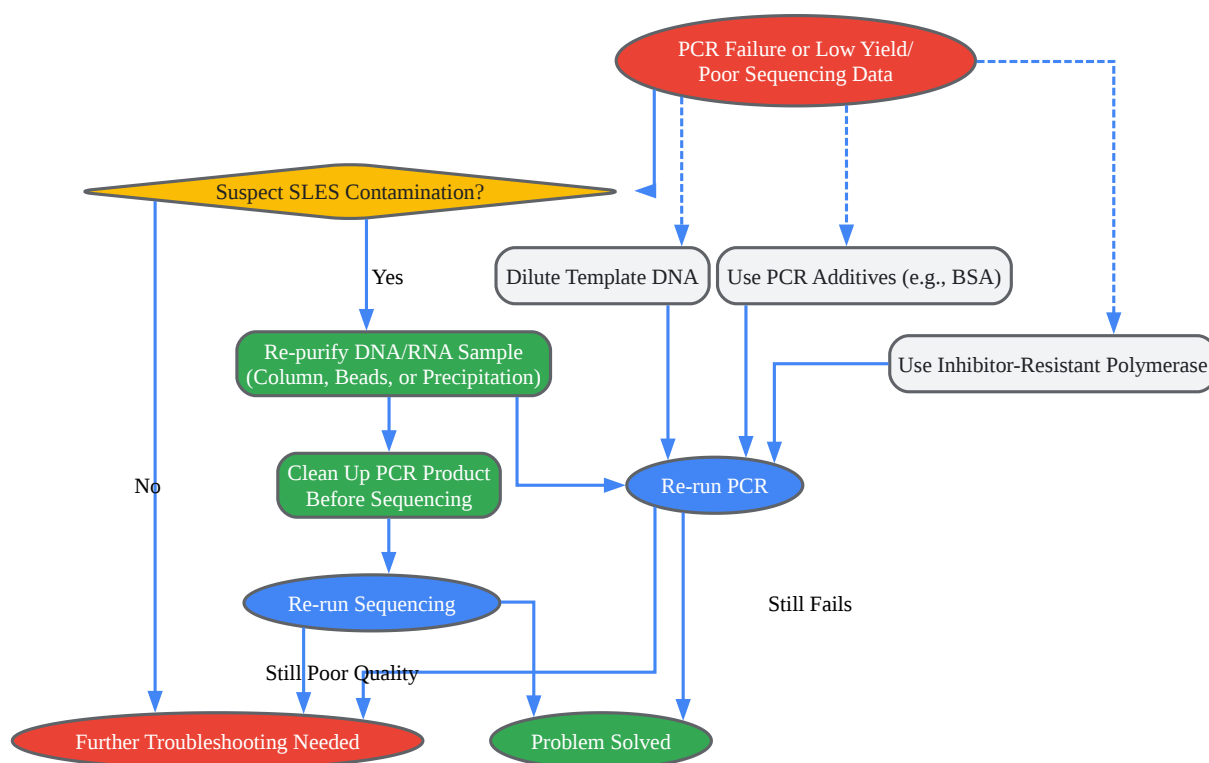 PCR Failure or Low Yield/
Poor Sequencing Data
Suspect SLES Contamination?
Yes
Dilute Template DNA
Use PCR Additives (e.g., BSA)
Re-purify DNA/RNA Sample
(Column, Beads, or Precipitation)
Use Inhibitor-Resistant Polymerase
No
Clean Up PCR Product
Before Sequencing
Re-run PCR
Re-run Sequencing
Still Fails
Still Poor Quality
Further Troubleshooting Needed
Problem Solved